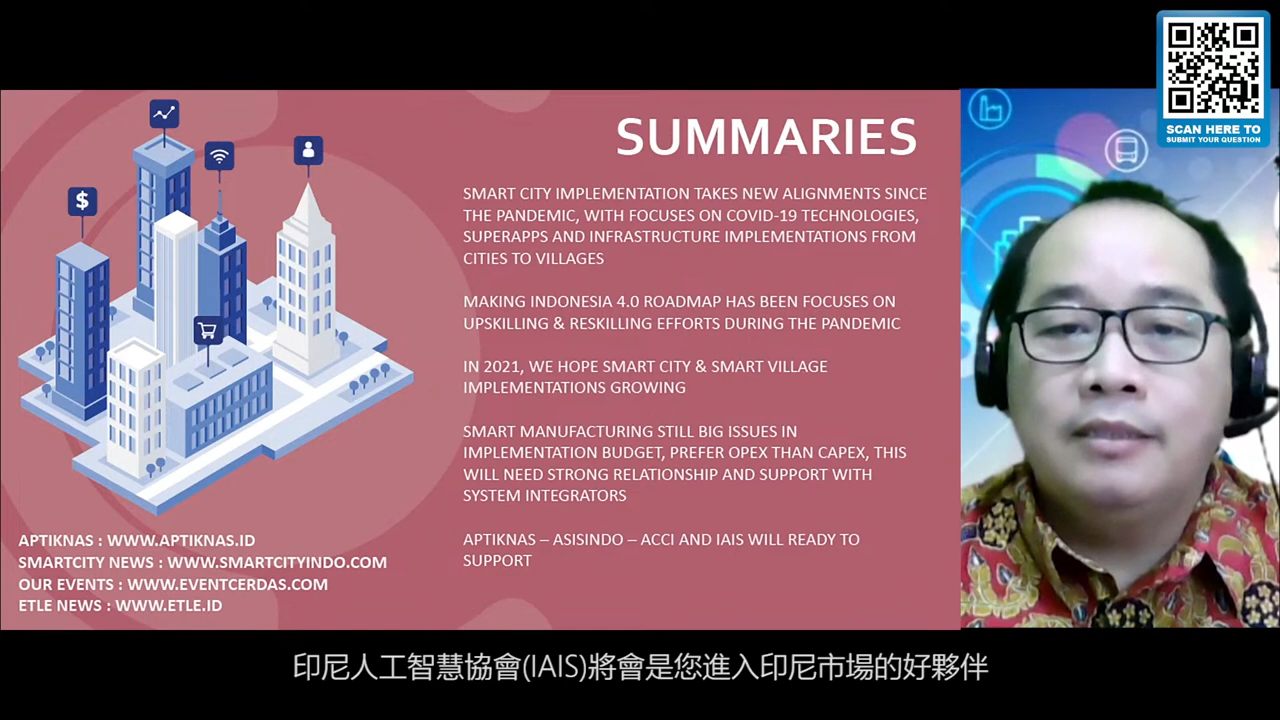 SCAN HERE TO
SUBMIT YOUR QUESTION
SUMMARIES
SMART CITY IMPLEMENTATION TAKES NEW ALIGNMENTS SINCE
THE PANDEMIC, WITH FOCUSES ON COVID-19 TECHNOLOGIES,
SUPERAPPS AND INFRASTRUCTURE IMPLEMENTATIONS FROM
CITIES TO VILLAGES
MAKING INDONESIA 4.0 ROADMAP HAS BEEN FOCUSES ON
UPSKILLING & RESKILLING EFFORTS DURING THE PANDEMIC
IN 2021, WE HOPE SMART CITY & SMART VILLAGE
IMPLEMENTATIONS GROWING
SMART MANUFACTURING STILL BIG ISSUES IN
IMPLEMENTATION BUDGET, PREFER OPEX THAN CAPEX, THIS
WILL NEED STRONG RELATIONSHIP AND SUPPORT WITH
SYSTEM INTEGRATORS
APTIKNAS – ASISINDO – ACCI AND IAIS WILL READY TO
SUPPORT
$
APTIKNAS : WWW.APTIKNAS.ID
SMARTCITY NEWS : WWW.SMARTCITYINDO.COM
OUR EVENTS : WWW.EVENTCERDAS.COM
ETLE NEWS : WWW.ETLE.ID
印尼人工智慧協會(IAIS)將會是您進入印尼市場的好夥伴